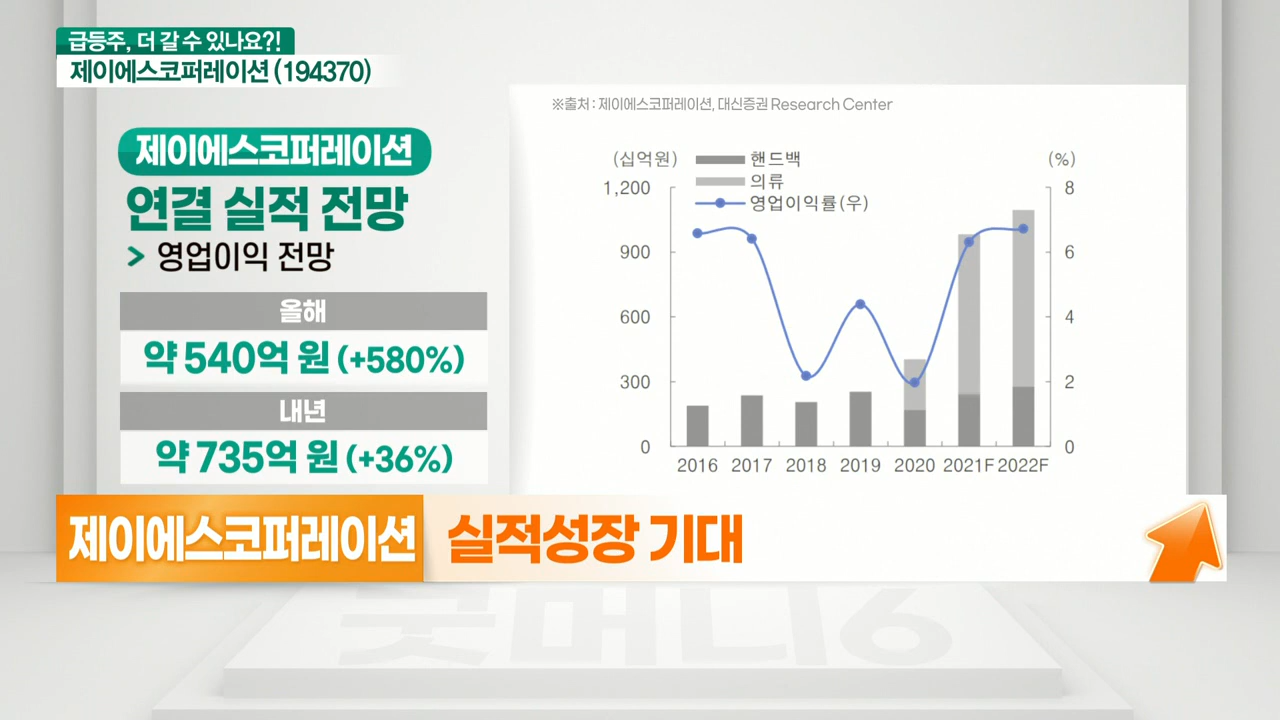 급등주, 더 갈 수 있나요?!
제이에스코퍼레이션 (194370)
제이에스코퍼레이션
연결 실적 전망
> 영업이익 전망
올해
약 540억 원 (+580%)
내년
약 735억 원 (+36%)
※출처 : 제이에스코퍼레이션, 대신증권 Research Center
(십억원)
핸드백
의류
영업이익률(우)
(%)
1,200
900
600
300
0
8
6
4
2
0
2016 2017 2018 2019 2020 2021F 2022F
제이에스코퍼레이션 실적성장 기대
굿머니6